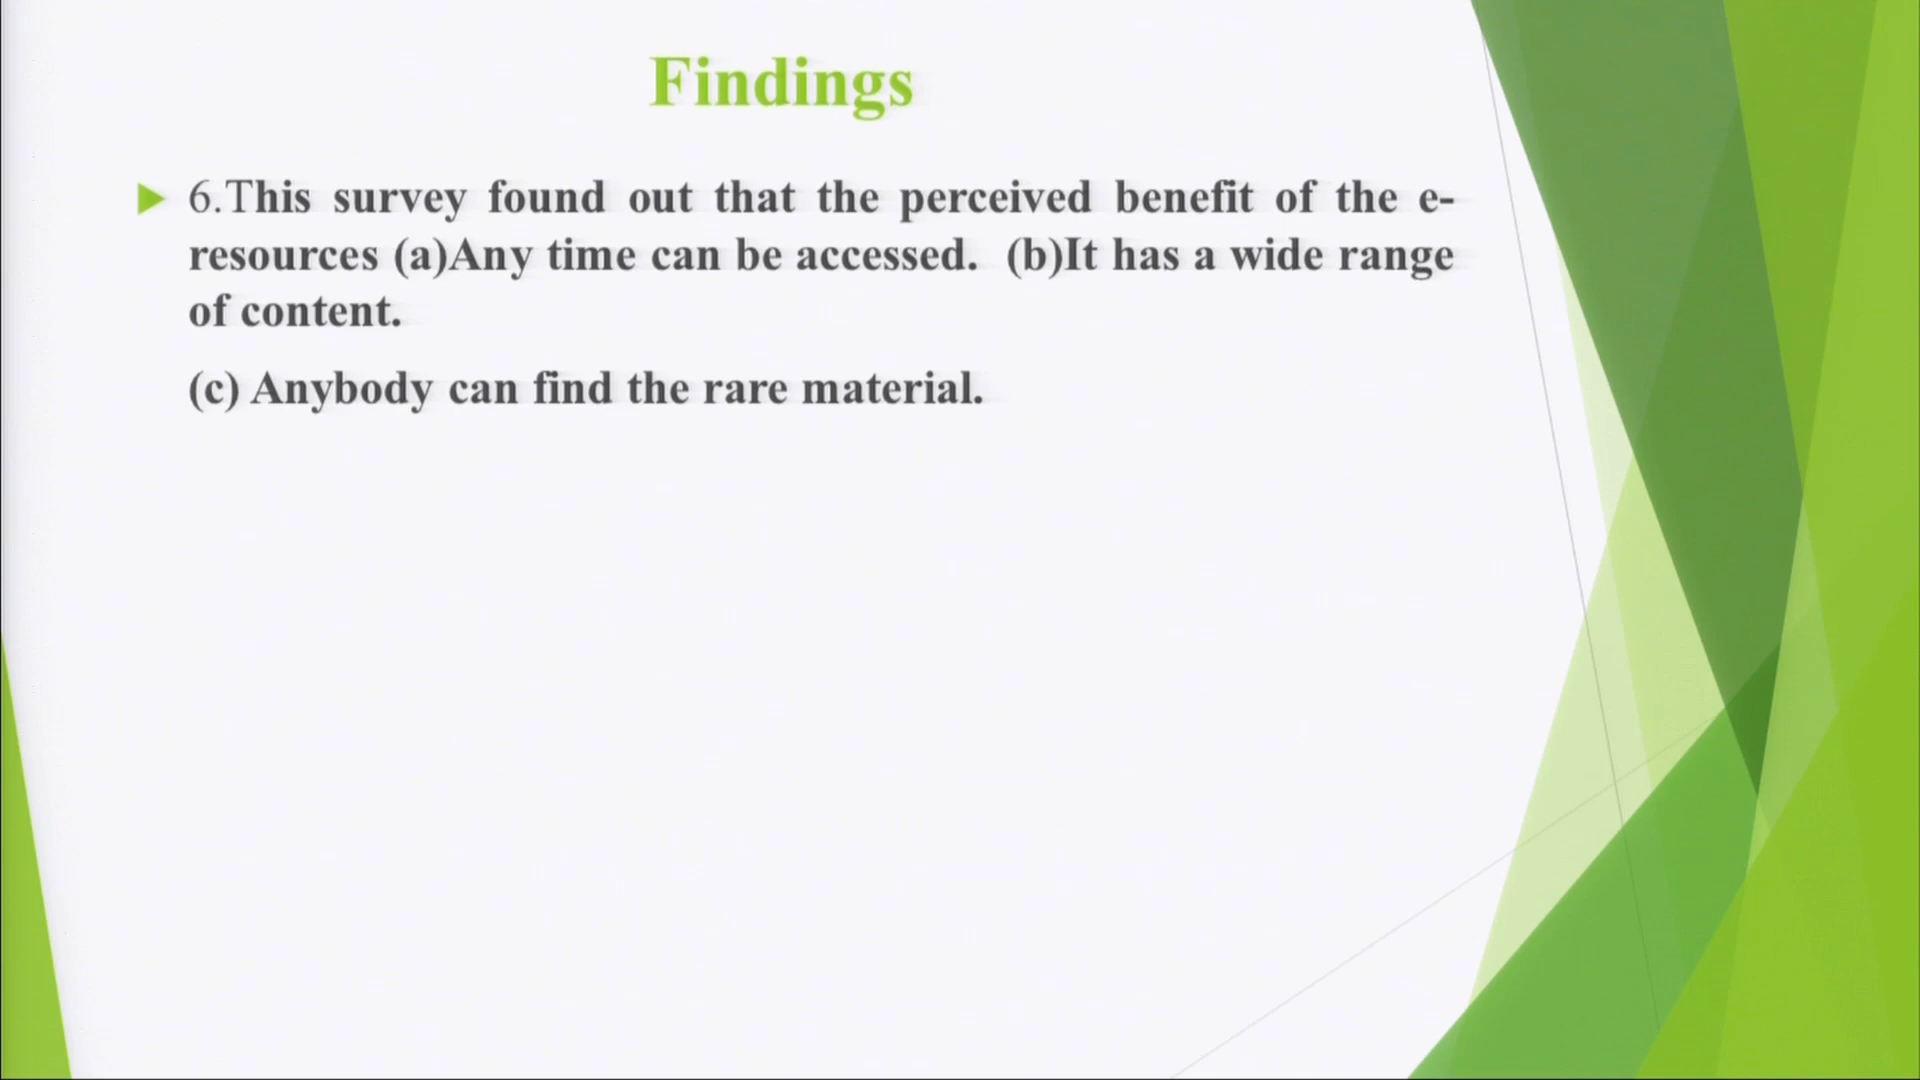 Findings
6.This survey found out that the perceived benefit of the e-
resources (a)Any time can be accessed. (b)It has a wide range
of content.
(c) Anybody can find the rare material.